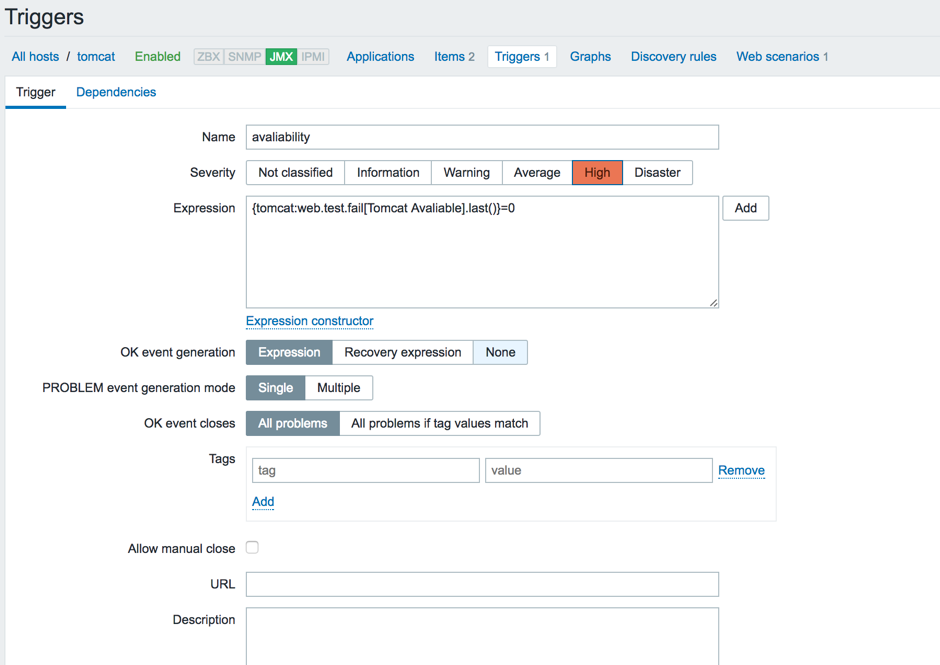 Triggers
All hosts / tomcat Enabled ZBX SNMP JMX IPMI Applications Items 2 Triggers 1 Graphs Discovery rules Web scenarios 1
Trigger Dependencies
Name avaliability
Severity Not classified Information Warning Average High Disaster
Expression {tomcat:web.test.fail[Tomcat Avaliable].last()}=0 Add
Expression constructor
OK event generation Expression Recovery expression None
PROBLEM event generation mode Single Multiple
OK event closes All problems All problems if tag values match
Tags
tag value Remove
Add
Allow manual close
URL
Description